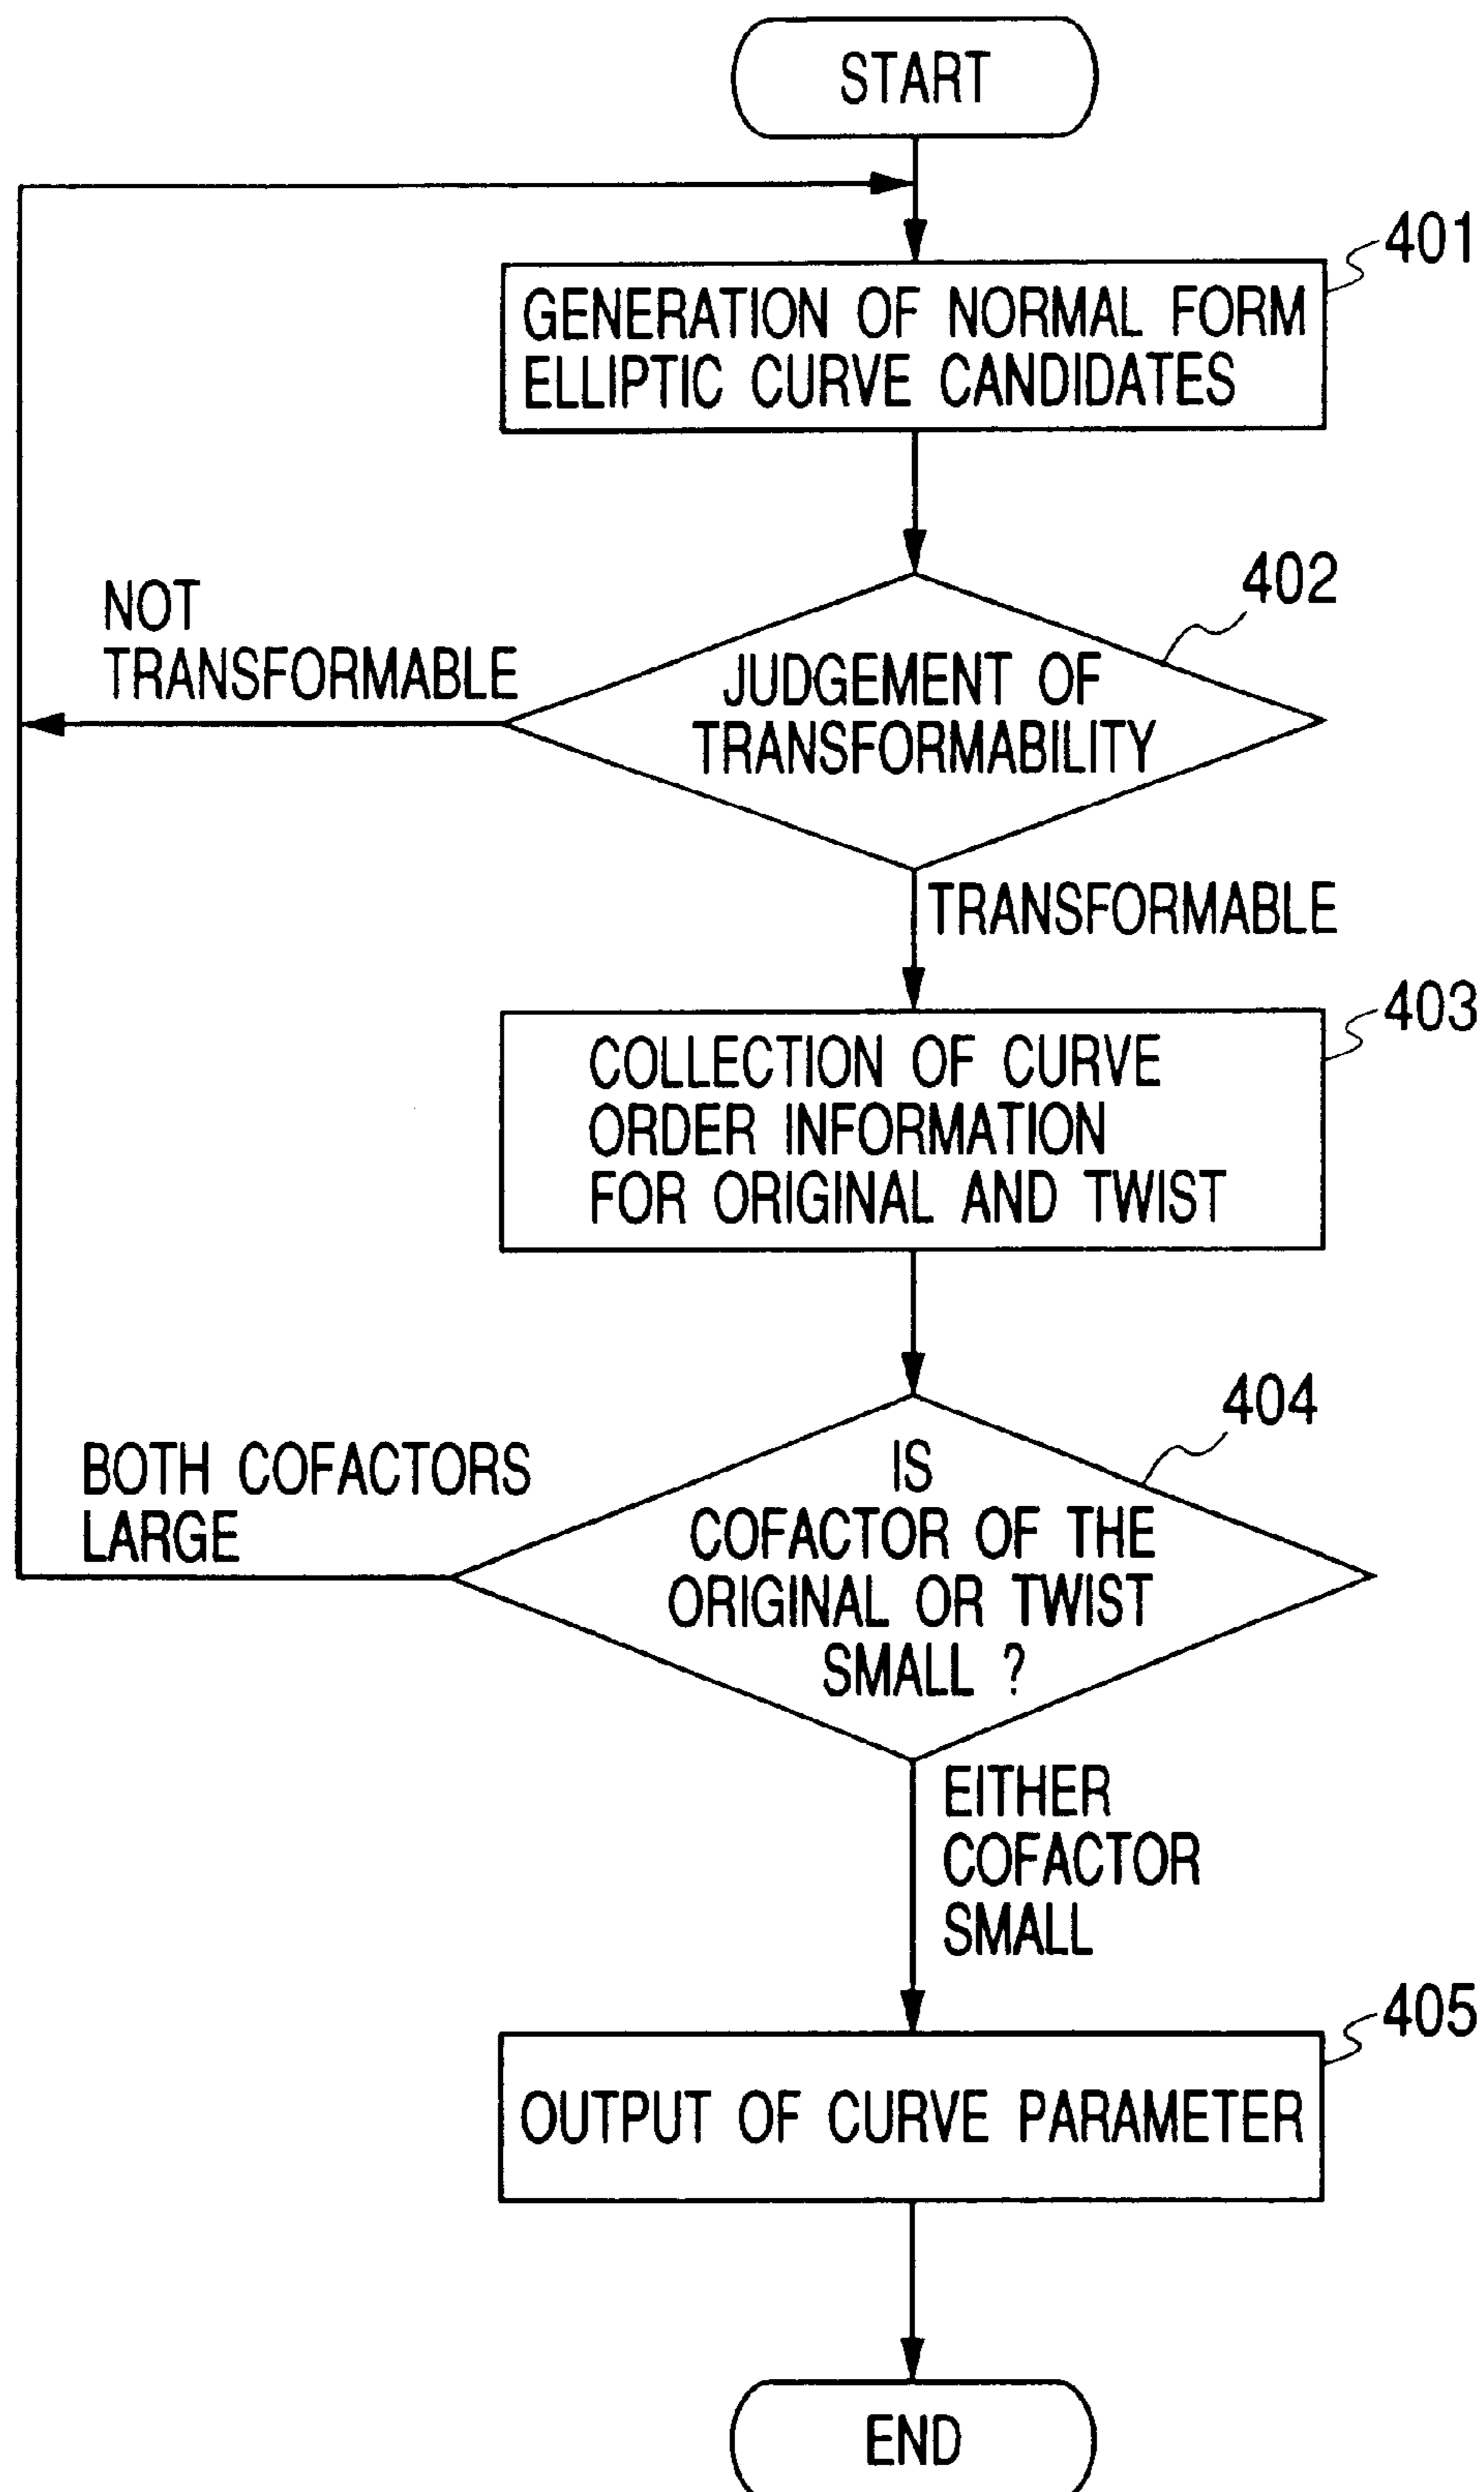 START
401
GENERATION OF NORMAL FORM
ELLIPTIC CURVE CANDIDATES
402
NOT
TRANSFORMABLE
JUDGEMENT OF
TRANSFORMABILITY
TRANSFORMABLE
403
COLLECTION OF CURVE
ORDER INFORMATION
FOR ORIGINAL AND TWIST
404
BOTH COFACTORS
LARGE
IS
COFACTOR OF THE
ORIGINAL OR TWIST
SMALL ?
EITHER
COFACTOR
SMALL
405
OUTPUT OF CURVE PARAMETER
END